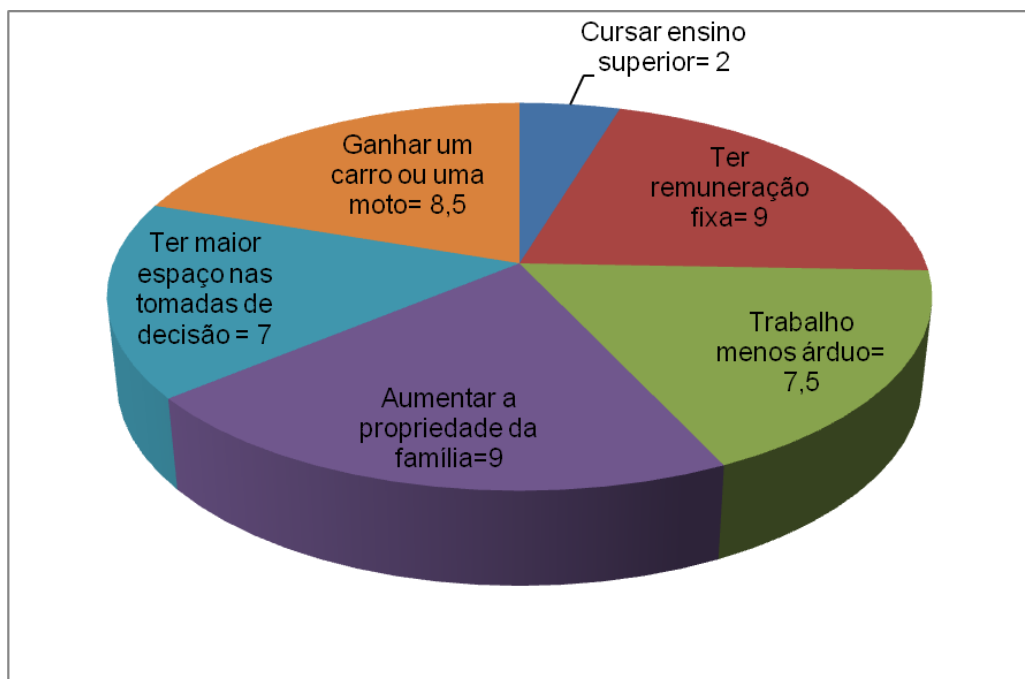 Cursar ensino
superior= 2
Ganhar um
carro ou uma
moto= 8,5
Ter
remuneração
fixa= 9
Ter maior
espaço nas
tomadas de
decisão = 7
Trabalho
menos árduo=
7,5
Aumentar a
propriedade da
família=9